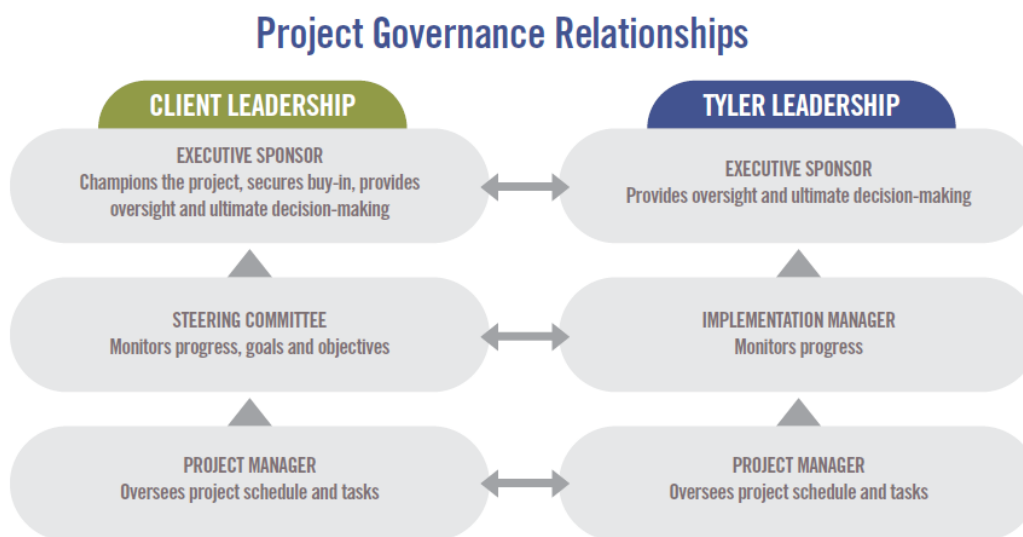 Project Governance Relationships
CLIENT LEADERSHIP
TYLER LEADERSHIP
EXECUTIVE SPONSOR
Champions the project, secures buy-in, provides
oversight and ultimate decision-making
EXECUTIVE SPONSOR
Provides oversight and ultimate decision-making
STEERING COMMITTEE
Monitors progress, goals and objectives
IMPLEMENTATION MANAGER
Monitors progress
PROJECT MANAGER
Oversees project schedule and tasks
PROJECT MANAGER
Oversees project schedule and tasks